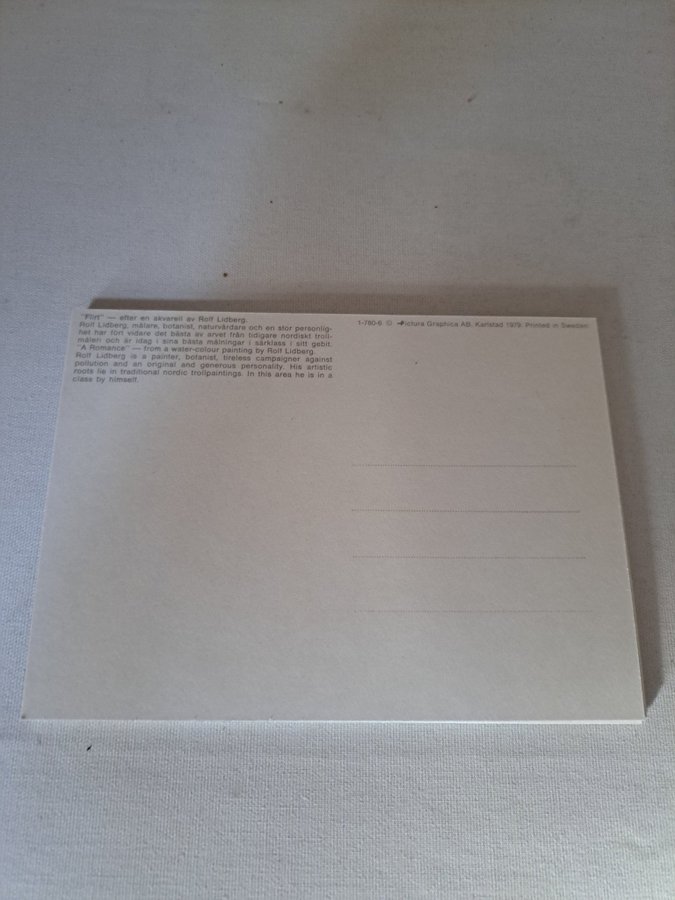 "Flirt" — efter en akvarell av Rolf Lidberg.
Rolf Lidberg, målare, botanist, naturvårdare och en stor personlig-
het har fört vidare det bästa av arvet från tidigare nordiskt troll-
måleri och är idag i sina bästa målningar i särklass i sitt gebit.
"A Romance" — from a water-colour painting by Rolf Lidberg.
Rolf Lidberg is a painter, botanist, tireless campaigner against
pollution and an original and generous personality. His artistic
roots lie in traditional nordic trollpaintings. In this area he is in a
class by himself.
1-760-6 © Pictura Graphica AB, Karlstad 1979. Printed in Sweden